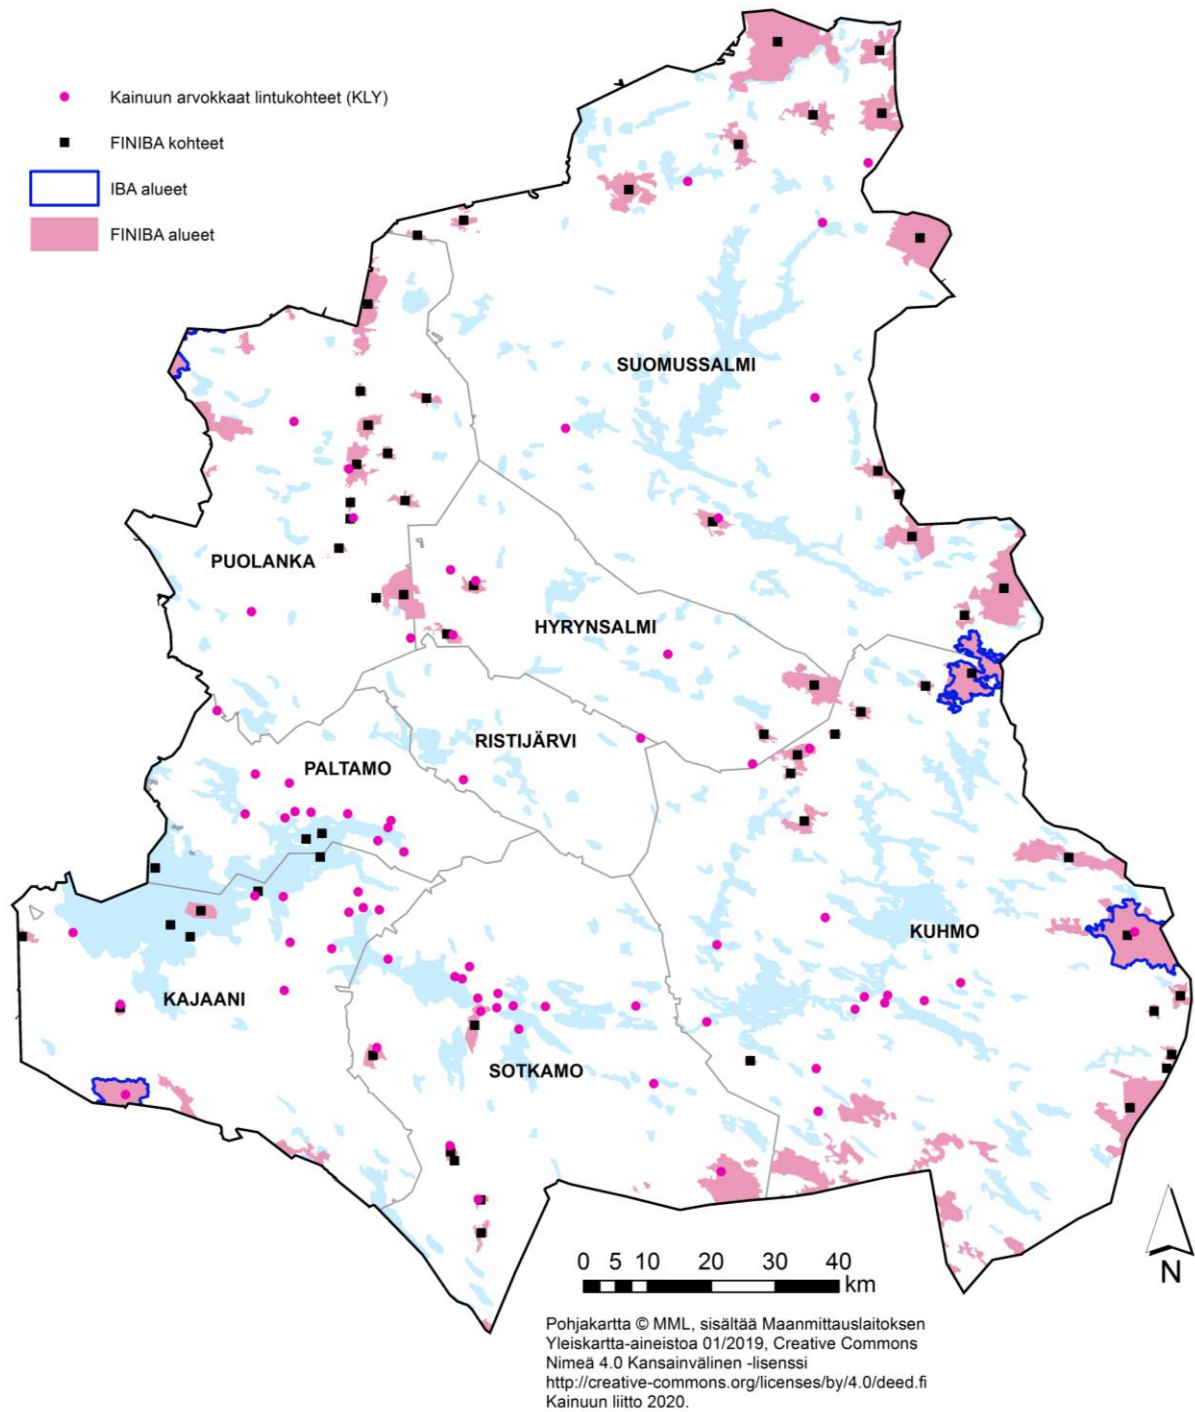 Kainuun arvokkaat lintukohteet (KLY)
FINIBA kohteet
IBA alueet
FINIBA alueet
SUOMUSSALMI
PUOLANKA
HYRYNSALMI
RISTIJÄRVI
PALTAMO
KUHMO
KAJAANI
SOTKAMO
0 5 10 20 30 40
km
N
Pohjakartta © MML, sisältää Maanmittauslaitoksen
Yleiskartta-aineistoa 01/2019, Creative Commons
Nimeä 4.0 Kansainvälinen -lisenssi
http://creative-commons.org/licenses/by/4.0/deed.fi
Kainuun liitto 2020.